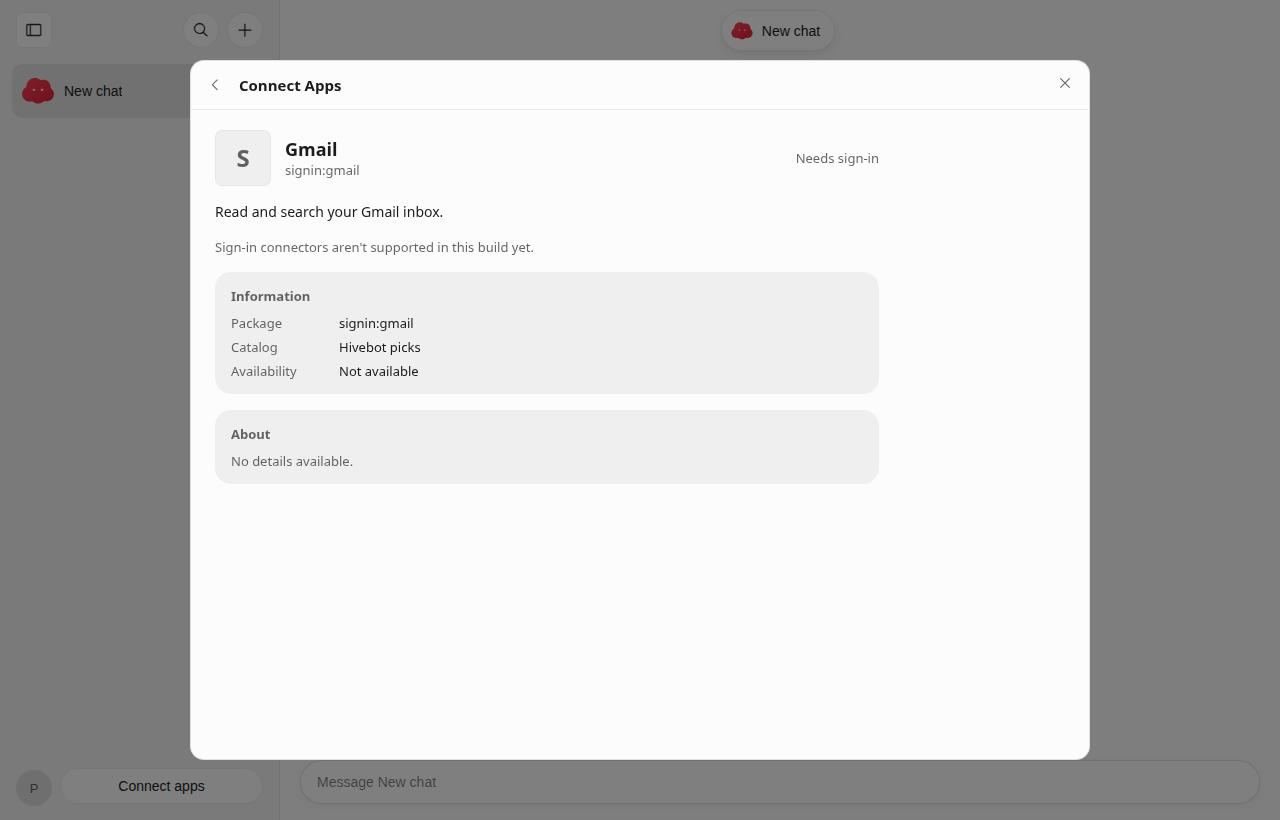 New chat
New chat
Connect Apps
S
Gmail
signin:gmail
Needs sign-in
Read and search your Gmail inbox.
Sign-in connectors aren't supported in this build yet.
Information
Package signin:gmail
Catalog Hivebot picks
Availability Not available
About
No details available.
P
Connect apps
Message New chat